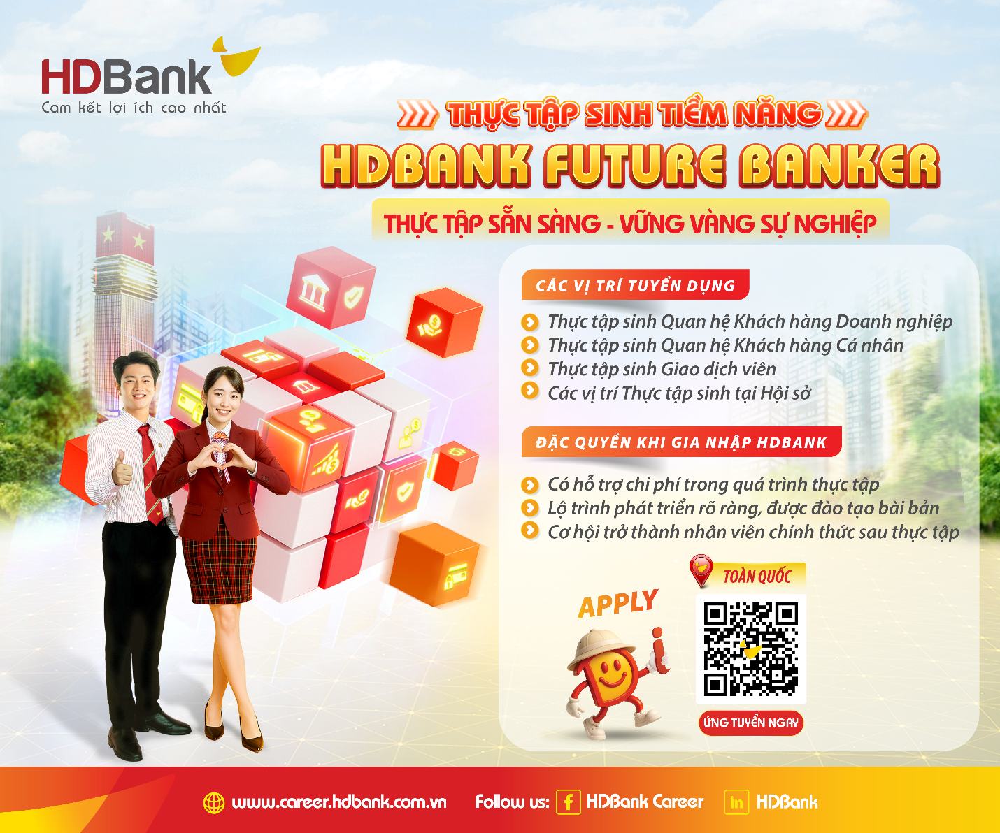 HDBank
Cam kết lợi ích cao nhất
THỰC TẬP SINH TIỀM NĂNG
HDBANK FUTURE BANKER
THỰC TẬP SẴN SÀNG - VỮNG VÀNG SỰ NGHIỆP
CÁC VỊ TRÍ TUYỂN DỤNG
Thực tập sinh Quan hệ Khách hàng Doanh nghiệp
Thực tập sinh Quan hệ Khách hàng Cá nhân
Thực tập sinh Giao dịch viên
Các vị trí Thực tập sinh tại Hội sở
ĐẶC QUYỀN KHI GIA NHẬP HDBANK
Có hỗ trợ chi phí trong quá trình thực tập
Lộ trình phát triển rõ ràng, được đào tạo bài bản
Cơ hội trở thành nhân viên chính thức sau thực tập
TOÀN QUỐC
APPLY
ỨNG TUYỂN NGAY
www.career.hdbank.com.vn Follow us: HDBank Career HDBank